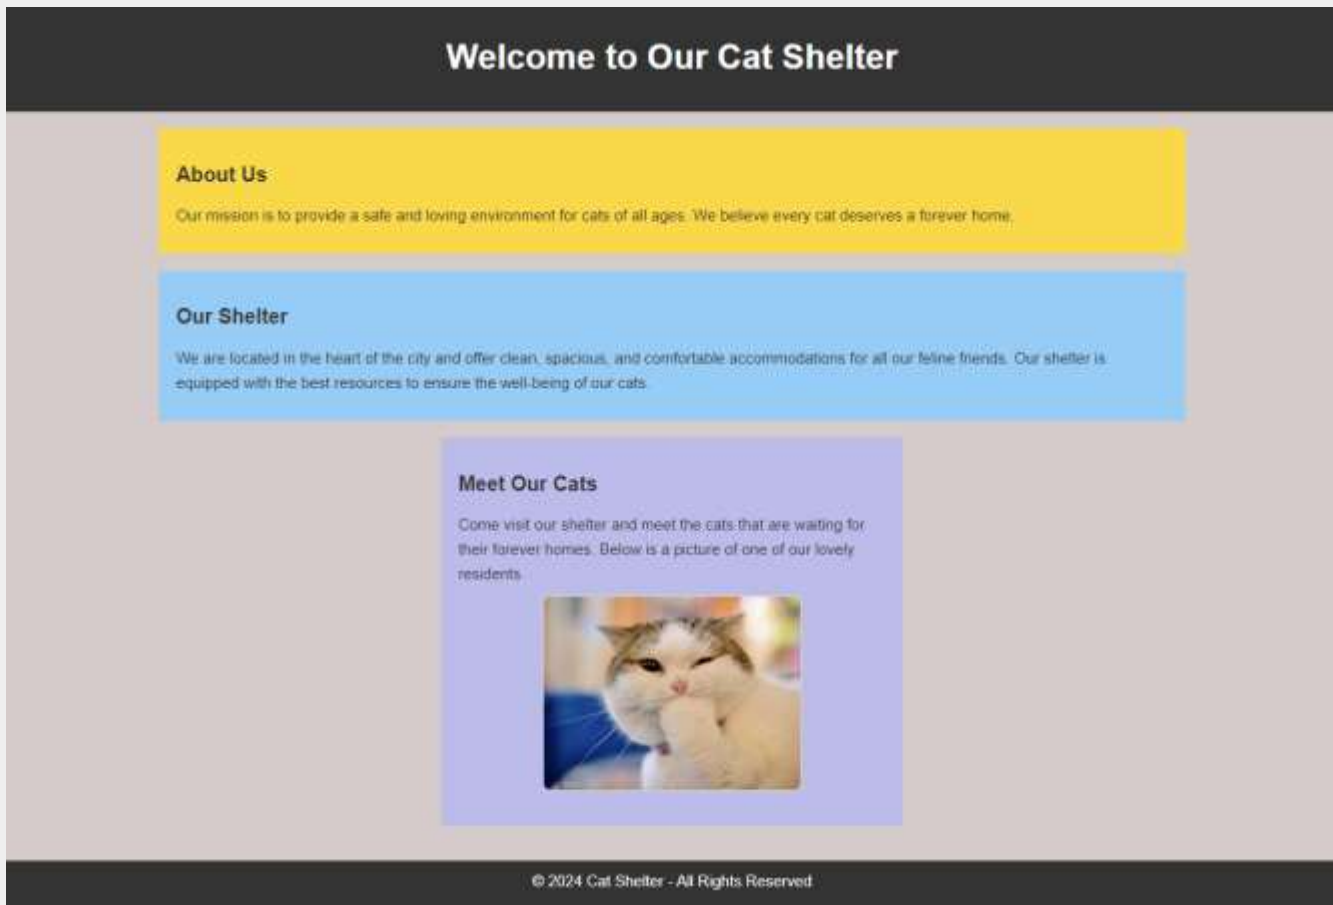 Welcome to Our Cat Shelter
About Us
Our mission is to provide a safe and loving environment for cats of all ages. We believe every cat deserves a forever home.
Our Shelter
We are located in the heart of the city and offer clean, spacious, and comfortable accommodations for all our feline friends. Our shelter is
equipped with the best resources to ensure the well-being of our cats.
Meet Our Cats
Come visit our shelter and meet the cats that are waiting for
their forever homes. Below is a picture of one of our lovely
residents.
© 2024 Cat Shelter - All Rights Reserved